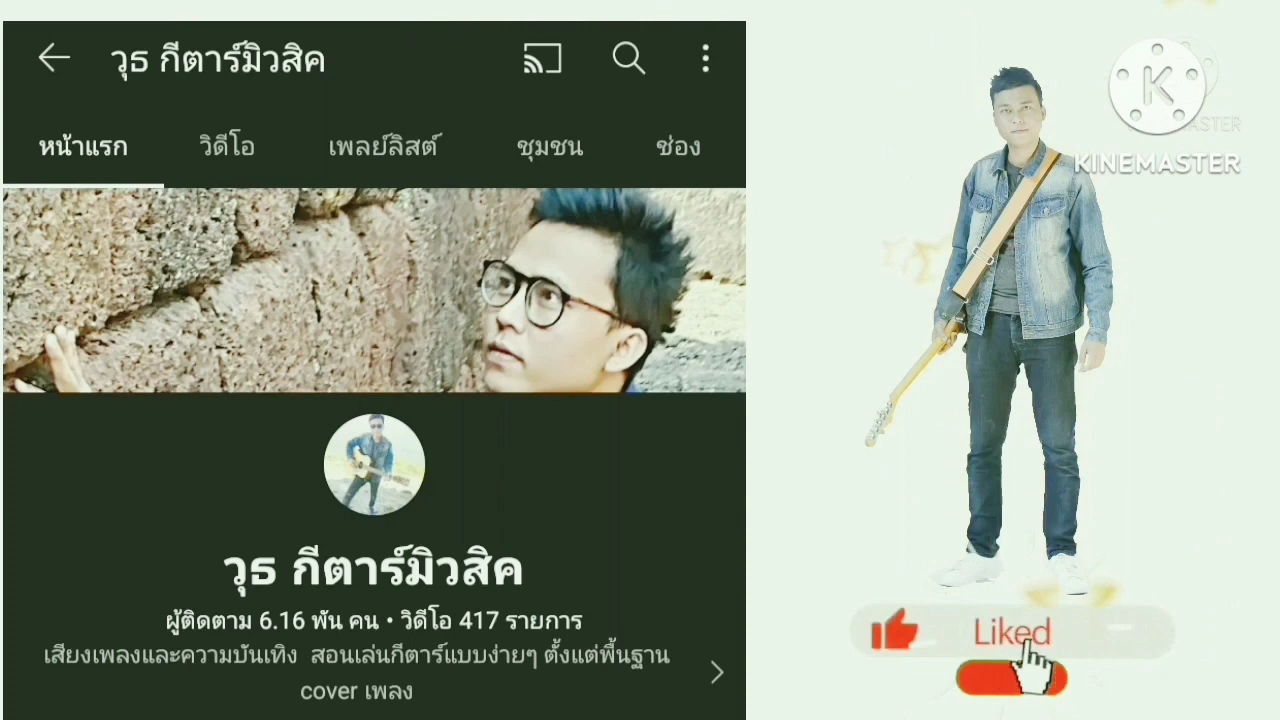 วุธ กีตาร์มิวสิค
หน้าแรก วิดีโอ เพลย์ลิสต์ ชุมชน ช่อง
วุธ กีตาร์มิวสิค
ผู้ติดตาม 6.16 พัน คน • วิดีโอ 417 รายการ
เสียงเพลงและความบันเทิง สอนเล่นกีตาร์แบบง่ายๆ ตั้งแต่พื้นฐาน
cover เพลง
K
KINEMASTER
Liked